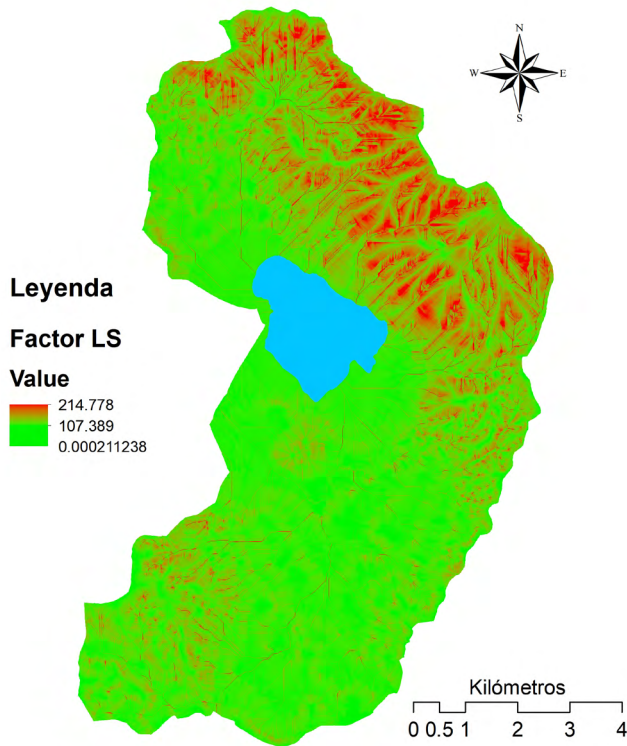 N
W E
S
Leyenda
Factor LS
Value
214.778
107.389
0.000211238
Kilómetros
0 0.5 1 2 3 4